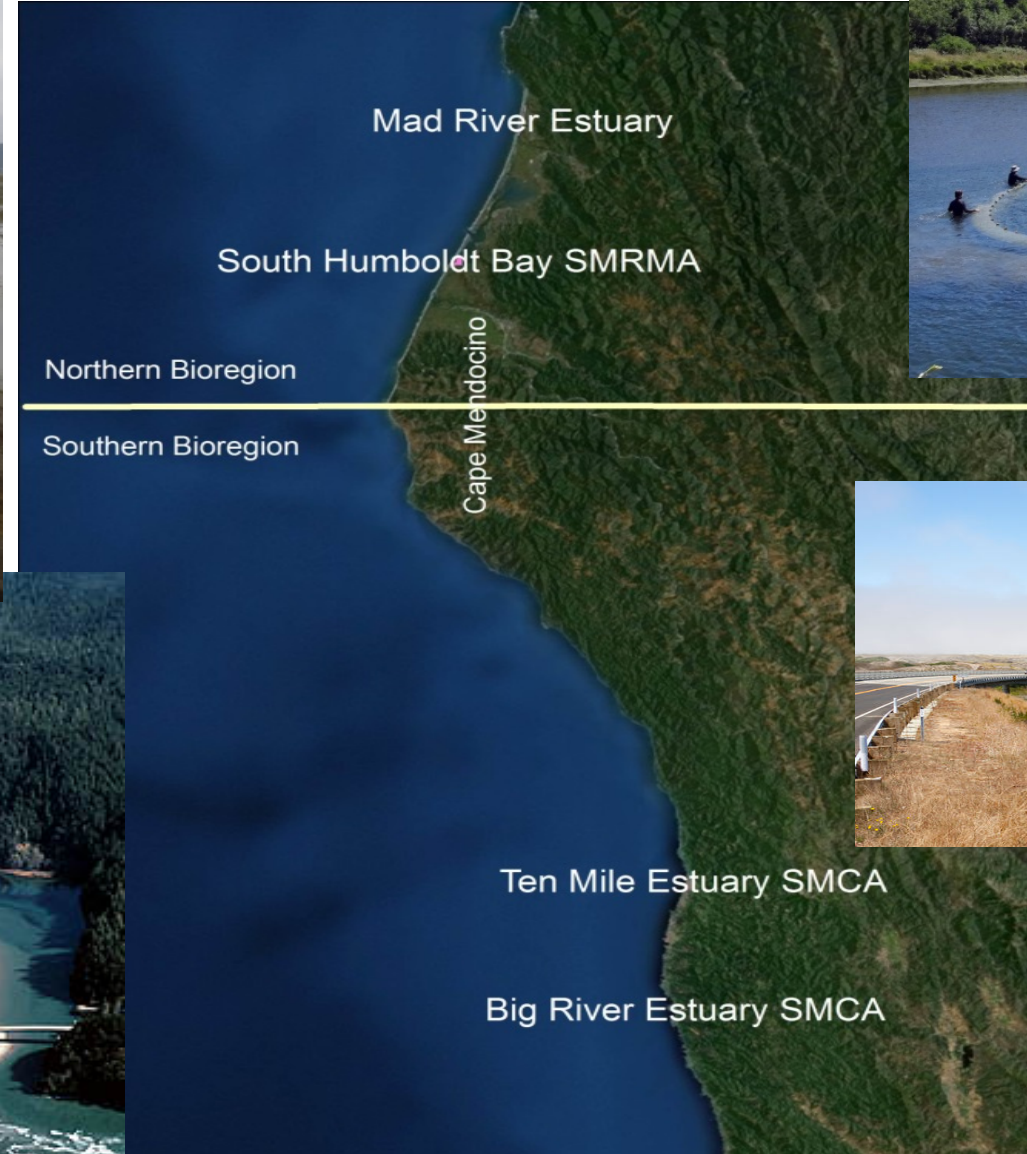 Mad River Estuary
South Humboldt Bay SMRMA
Northern Bioregion
Cape Mendocino
Southern Bioregion
Ten Mile Estuary SMCA
Big River Estuary SMCA